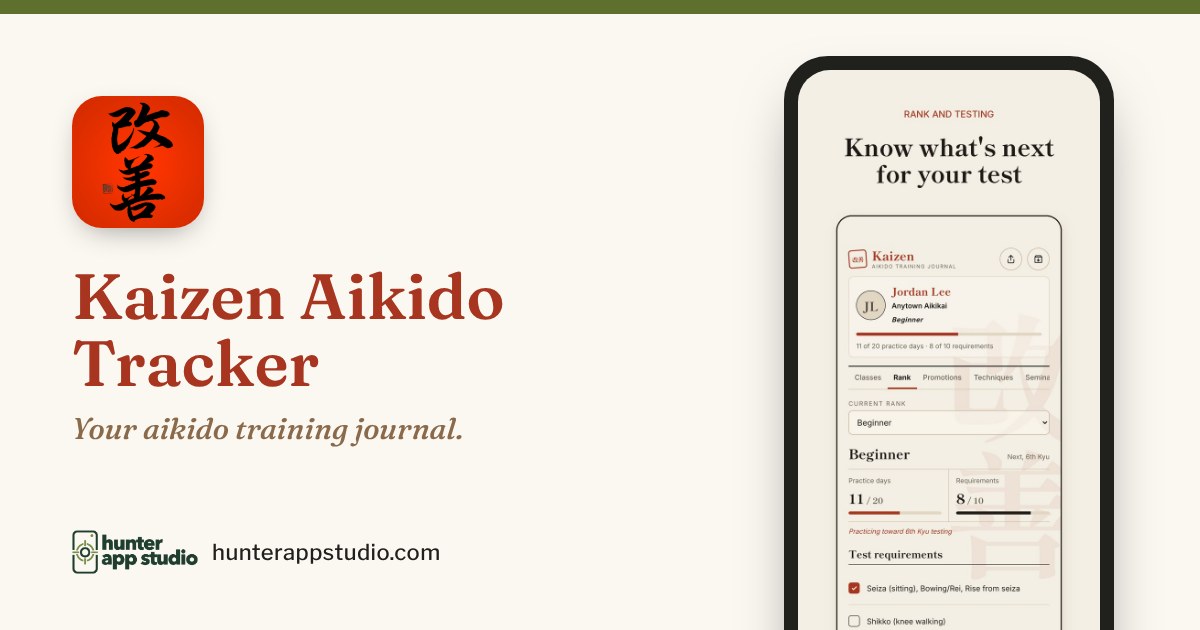 改
善
Kaizen Aikido
Tracker
Your aikido training journal.
hunter
app studio
hunterappstudio.com
RANK AND TESTING
Know what's next
for your test
改善
Kaizen
AIKIDO TRAINING JOURNAL
JL
Jordan Lee
Anytown Aikikai
Beginner
11 of 20 practice days · 8 of 10 requirements
Classes Rank Promotions Techniques Semina
CURRENT RANK
Beginner
Beginner
Next, 6th Kyu
Practice days
11 / 20
Requirements
8 / 10
Practicing toward 6th Kyu testing
Test requirements
Seiza (sitting), Bowing/Rei, Rise from seiza
Shikko (knee walking)
改
善